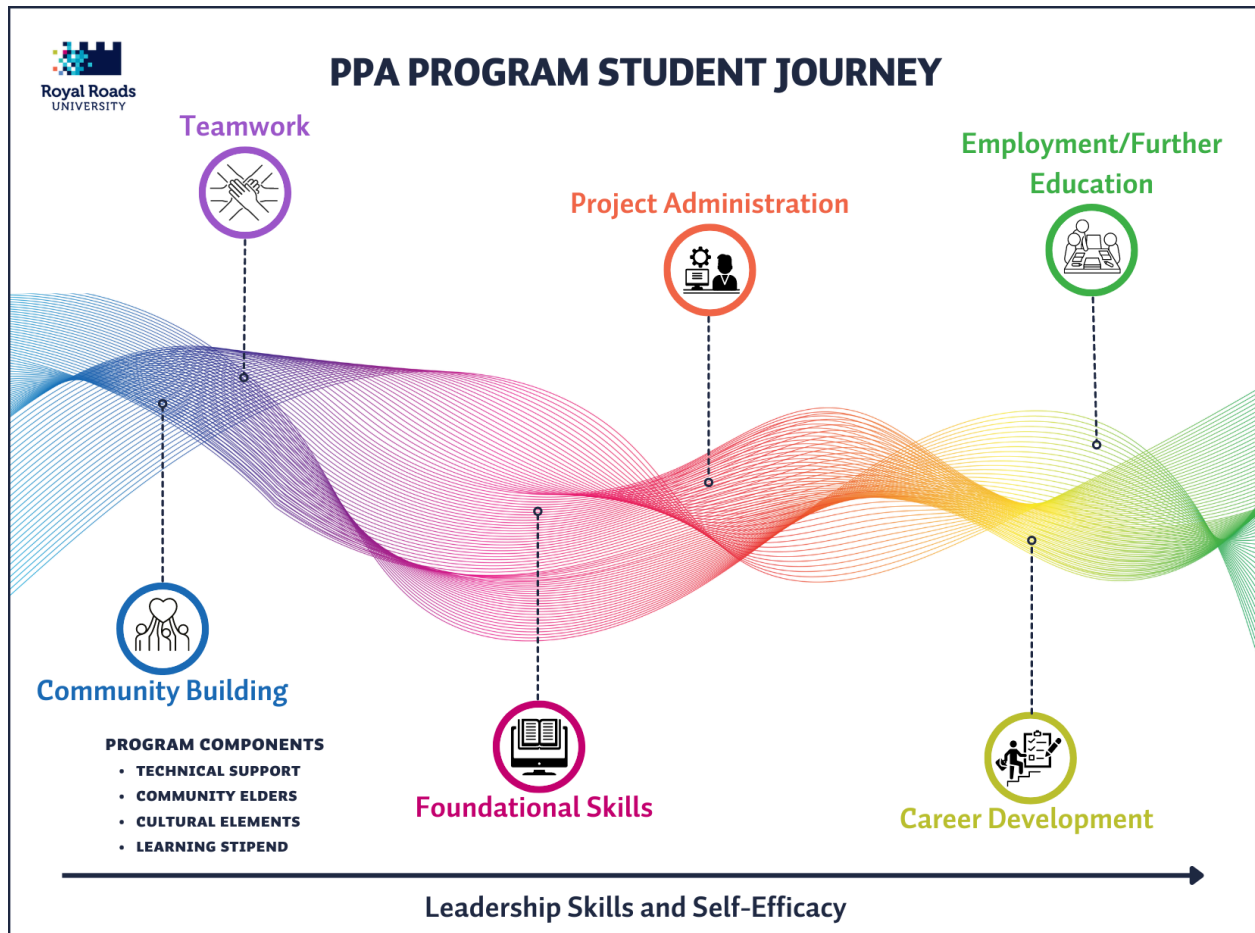 Royal Roads
UNIVERSITY
PPA PROGRAM STUDENT JOURNEY
Teamwork
Employment/Further
Education
Project Administration
Community Building
PROGRAM COMPONENTS
• TECHNICAL SUPPORT
• COMMUNITY ELDERS
• CULTURAL ELEMENTS
• LEARNING STIPEND
Foundational Skills
Career Development
Leadership Skills and Self-Efficacy